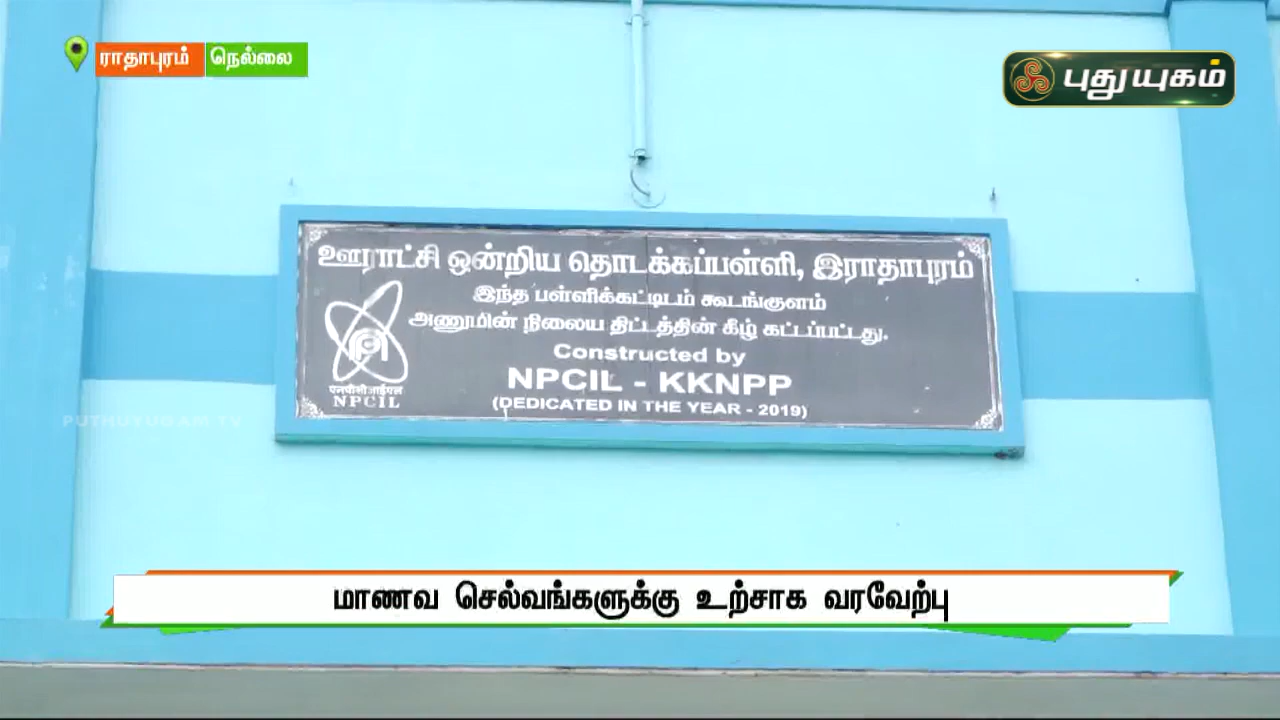 ராதாபுரம் நெல்லை
புதுயுகம்
ஊராட்சி ஒன்றிய தொடக்கப்பள்ளி, இராதாபுரம்
இந்த பள்ளிக்கட்டிடம் கூடங்குளம்
அணுமின் நிலைய திட்டத்தின் கீழ் கட்டப்பட்டது.
Constructed by
NPCIL - KKNPP
(DEDICATED IN THE YEAR - 2019)
एनपीसीआईएल
NPCIL
PUTHUYUGAM TV
மாணவ செல்வங்களுக்கு உற்சாக வரவேற்பு